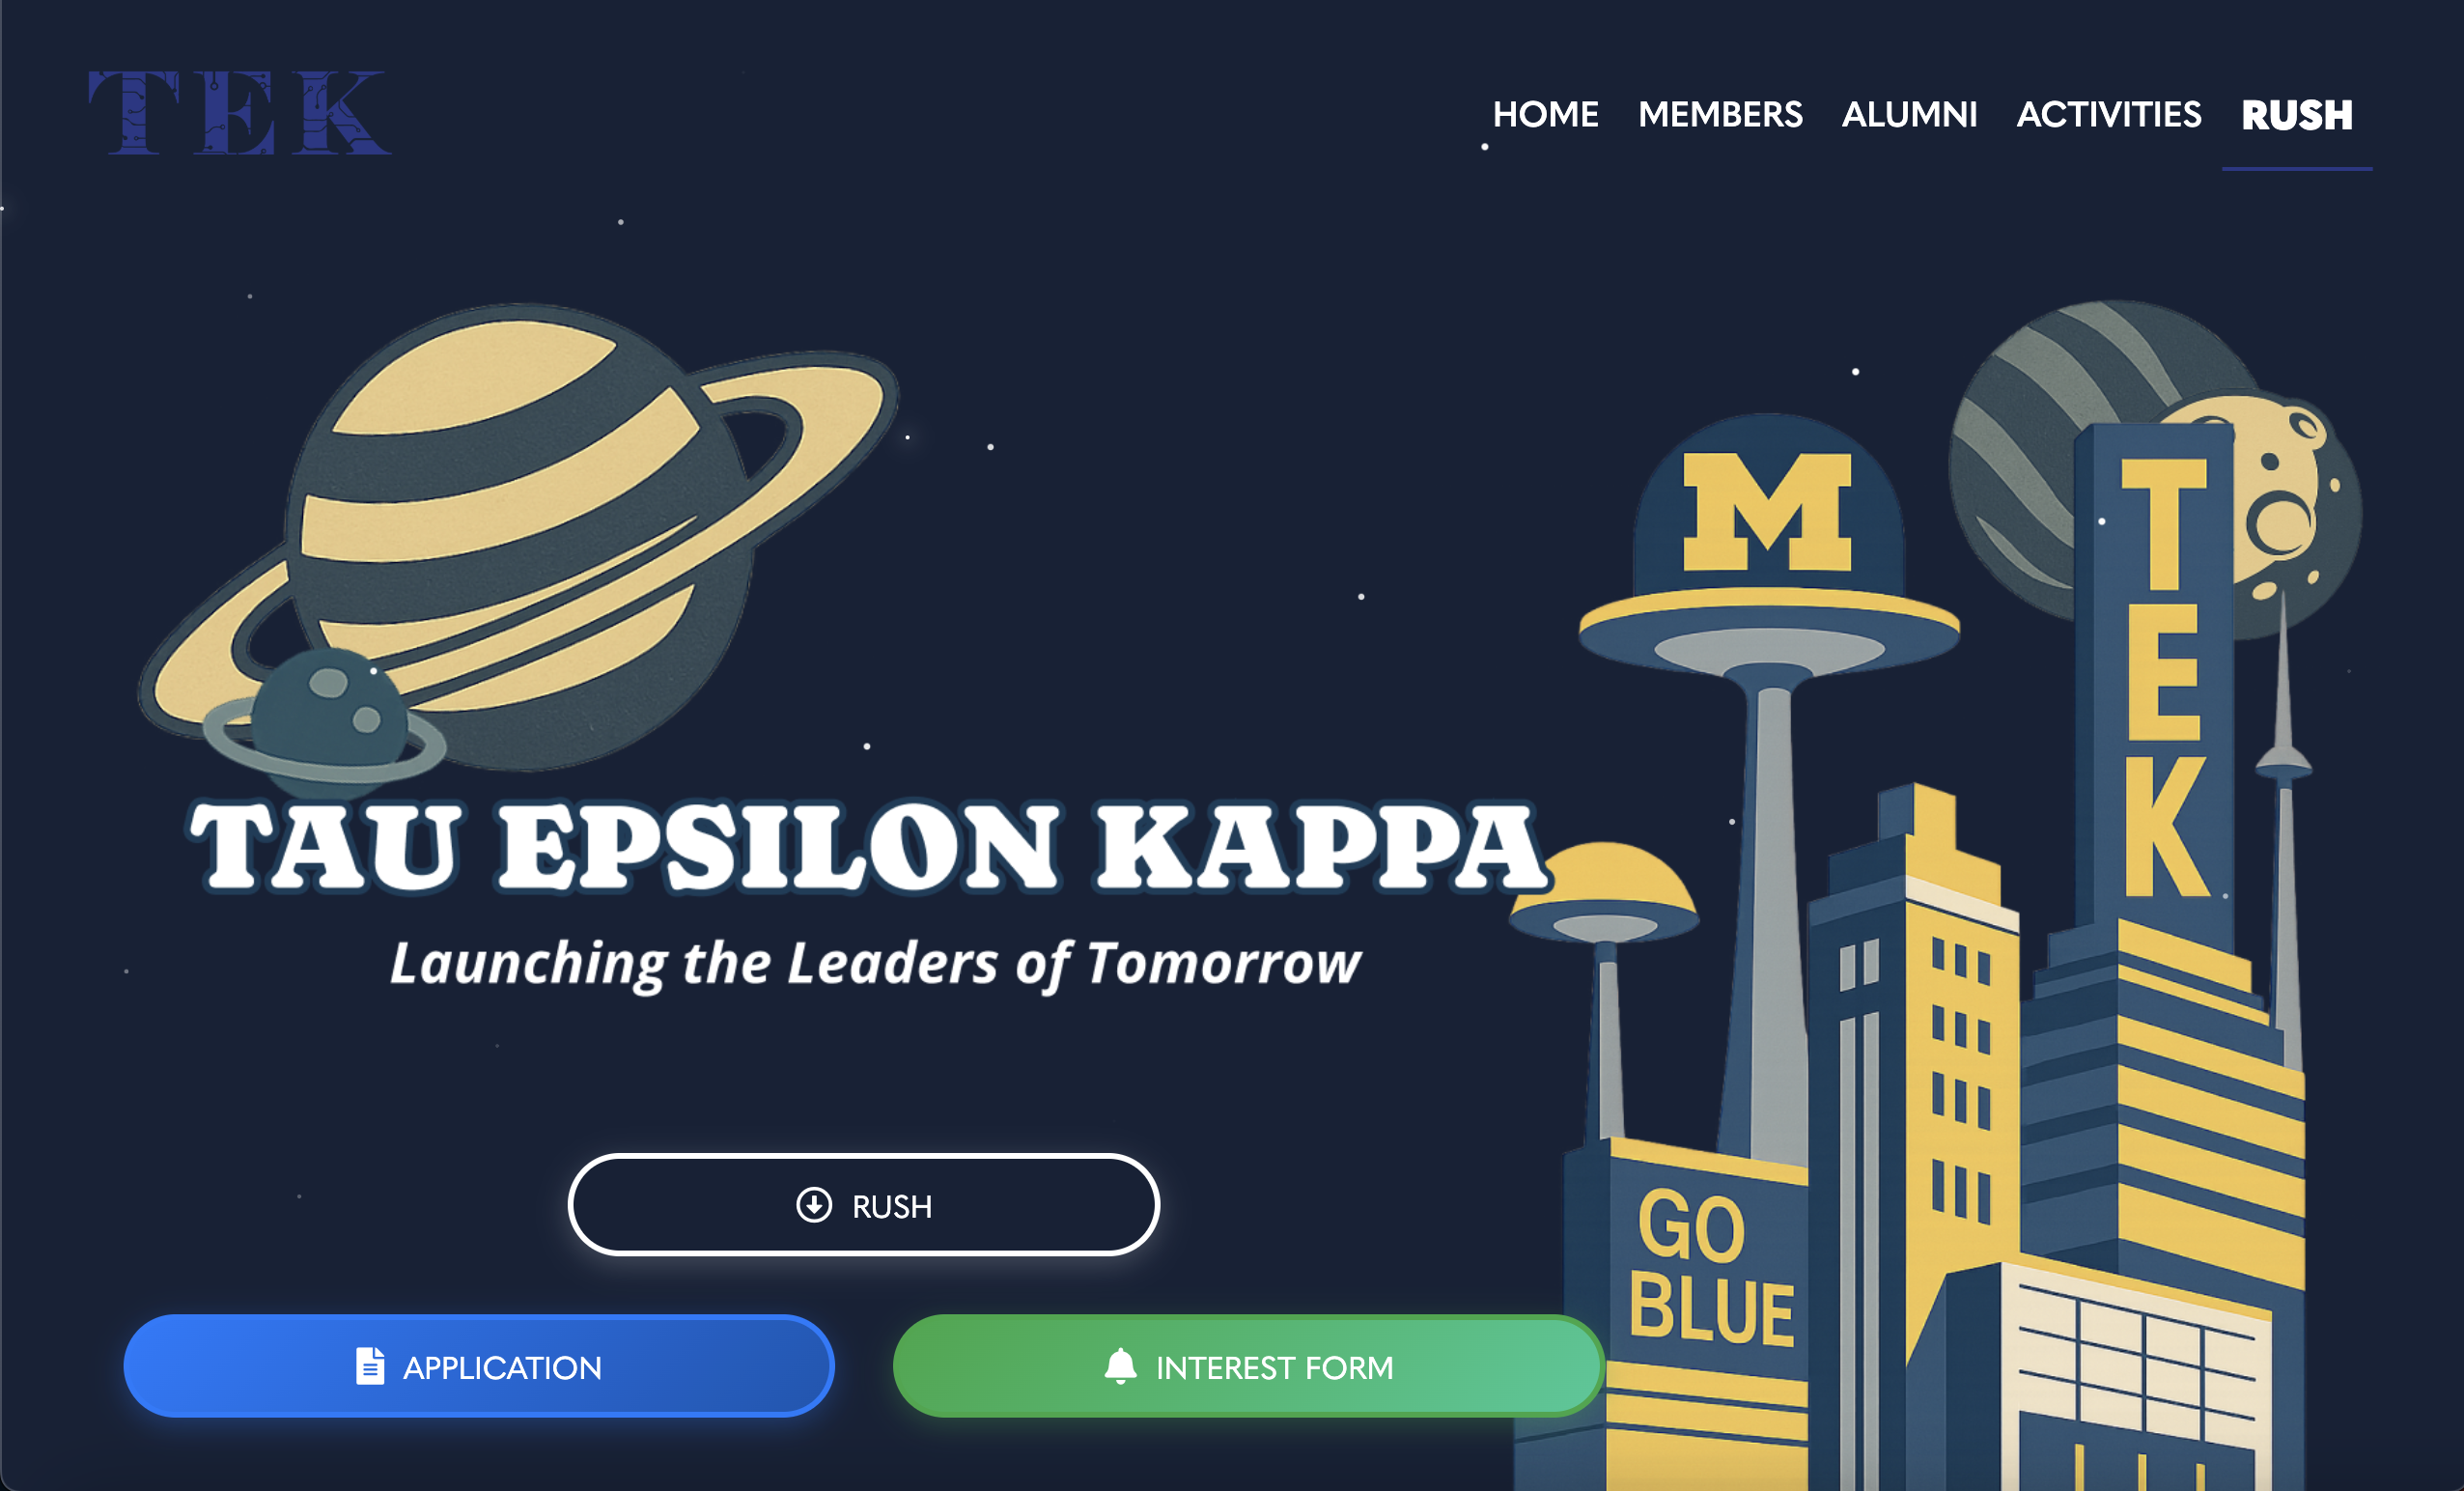 TEK
HOME MEMBERS ALUMNI ACTIVITIES RUSH
M
TEK
TAU EPSILON KAPPA
Launching the Leaders of Tomorrow
RUSH
GO
BLUE
APPLICATION INTEREST FORM